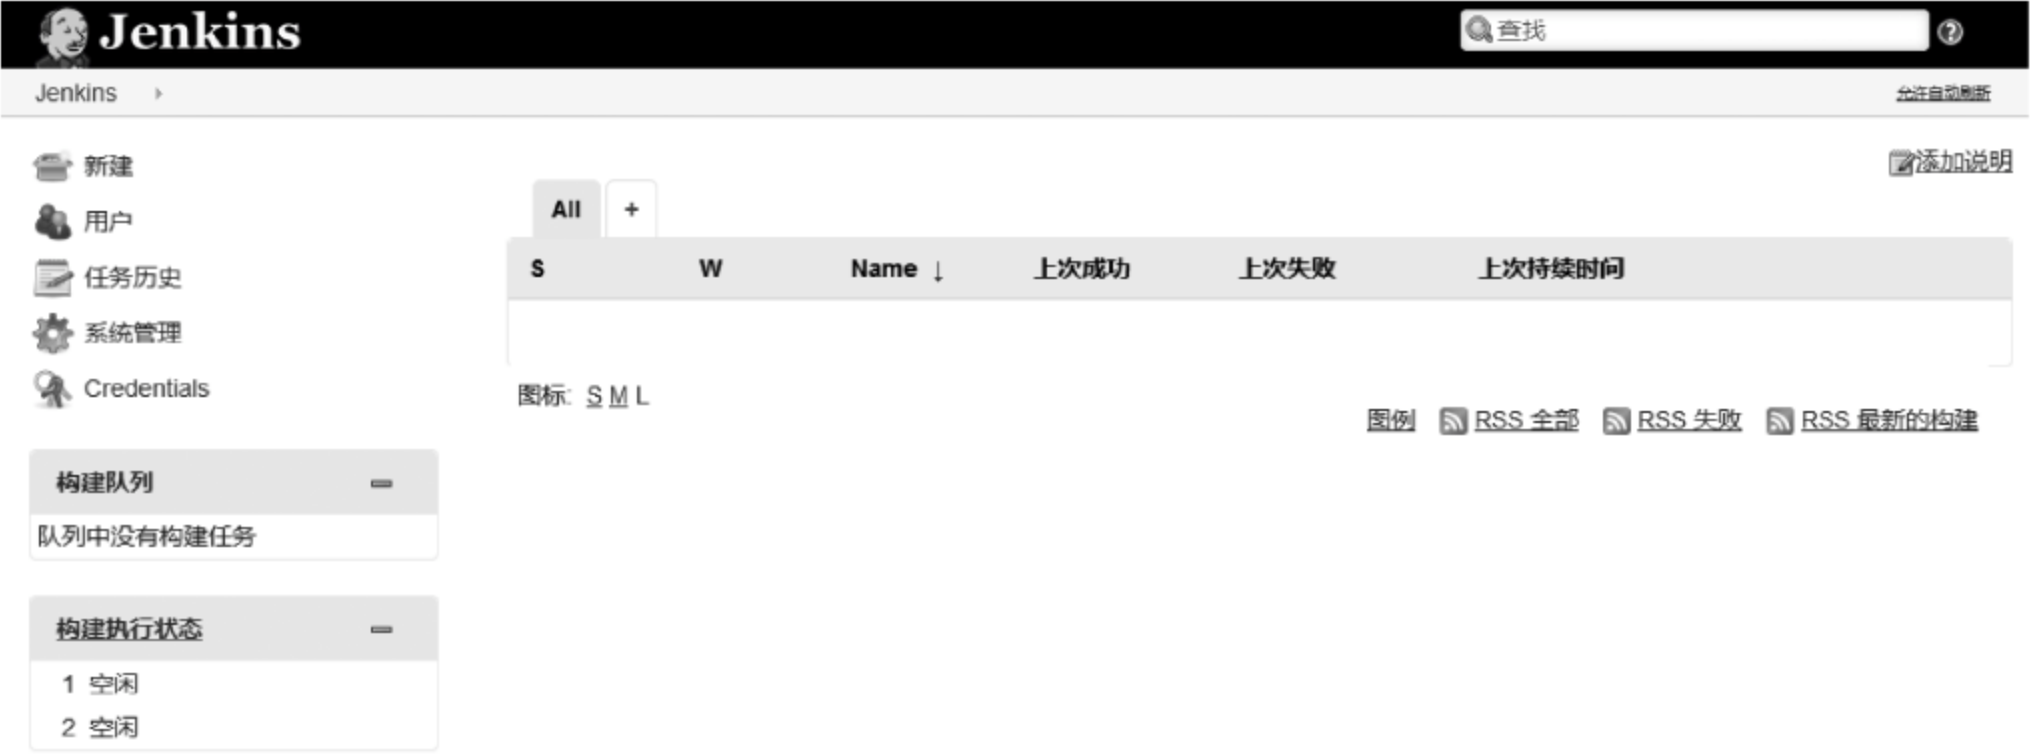 Jenkins
查找
Jenkins
允许自动刷新
新建
用户
任务历史
系统管理
Credentials
构建队列
队列中没有构建任务
构建执行状态
1 空闲
2 空闲
添加说明
All +
S W Name ↓ 上次成功 上次失败 上次持续时间
图标: S M L
图例 RSS 全部 RSS 失败 RSS 最新的构建